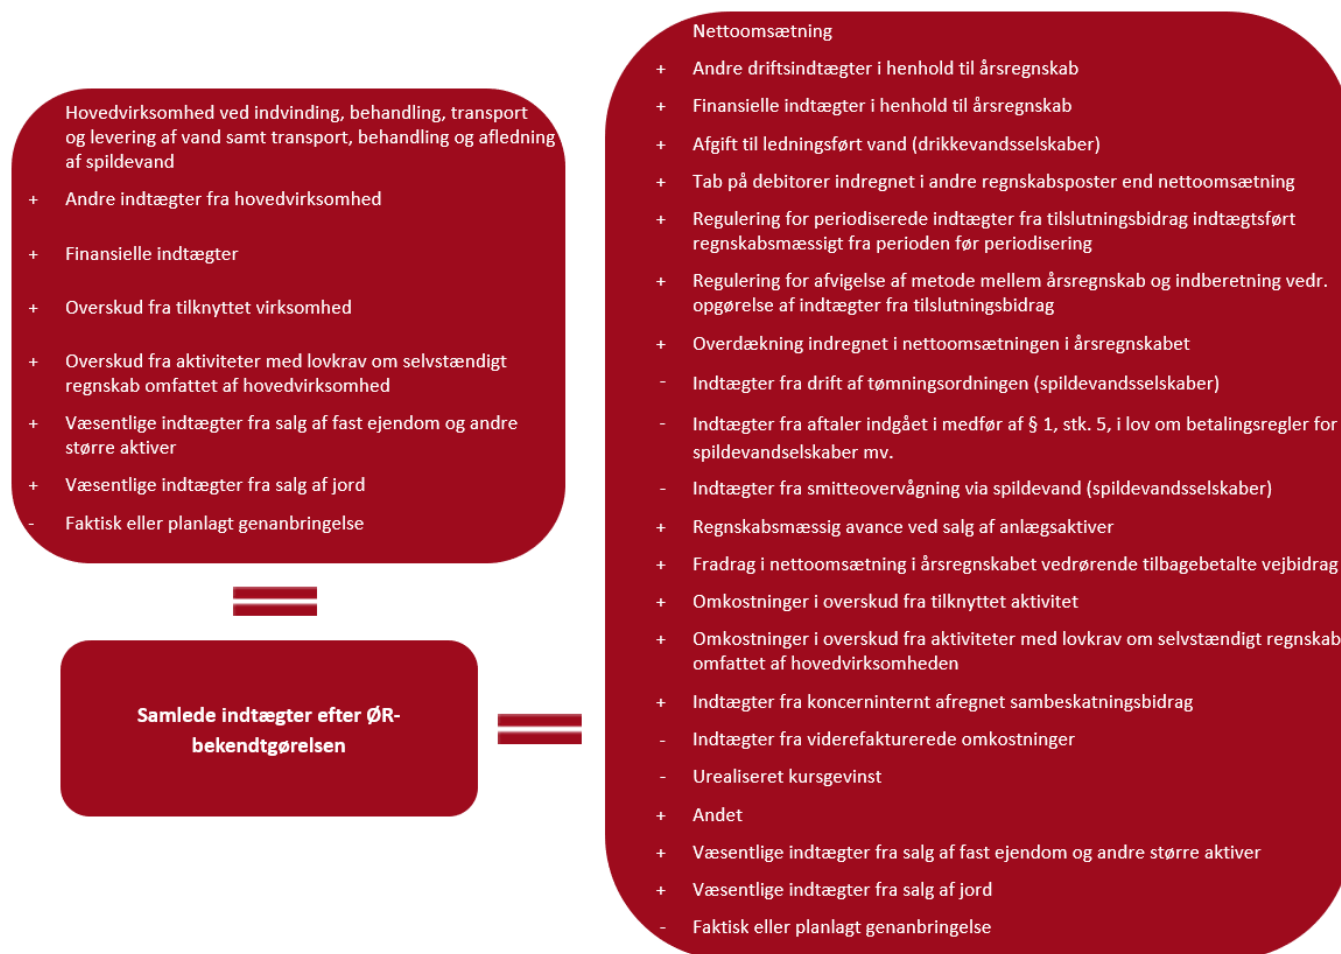 Hovedvirksomhed ved indvinding, behandling, transport
og levering af vand samt transport, behandling og afledning
af spildevand
+ Andre indtægter fra hovedvirksomhed
+ Finansielle indtægter
+ Overskud fra tilknyttet virksomhed
+ Overskud fra aktiviteter med lovkrav om selvstændigt
regnskab omfattet af hovedvirksomhed
+ Væsentlige indtægter fra salg af fast ejendom og andre
større aktiver
+ Væsentlige indtægter fra salg af jord
- Faktisk eller planlagt genanbringelse
Samlede indtægter efter ØR-
bekendtgørelsen
Nettoomsætning
+ Andre driftsindtægter i henhold til årsregnskab
+ Finansielle indtægter i henhold til årsregnskab
+ Afgift til ledningsført vand (drikkevandsselskaber)
+ Tab på debitorer indregnet i andre regnskabsposter end nettoomsætning
+ Regulering for periodiserede indtægter fra tilslutningsbidrag indtægtsført
regnskabsmæssigt fra perioden før periodisering
+ Regulering for afvigelse af metode mellem årsregnskab og indberetning vedr.
opgørelse af indtægter fra tilslutningsbidrag
+ Overdækning indregnet i nettoomsætningen i årsregnskabet
- Indtægter fra drift af tømningsordningen (spildevandsselskaber)
- Indtægter fra aftaler indgået i medfør af § 1, stk. 5, i lov om betalingsregler for
spildevandselskaber mv.
- Indtægter fra smitteovervågning via spildevand (spildevandsselskaber)
+ Regnskabsmæssig avance ved salg af anlægsaktiver
+ Fradrag i nettoomsætning i årsregnskabet vedrørende tilbagebetalte vejbidrag
+ Omkostninger i overskud fra tilknyttet aktivitet
+ Omkostninger i overskud fra aktiviteter med lovkrav om selvstændigt regnskab
omfattet af hovedvirksomheden
+ Indtægter fra koncerninternt afregnet sambeskatningsbidrag
- Indtægter fra viderefakturerede omkostninger
- Urealiseret kursgevinst
+ Andet
+ Væsentlige indtægter fra salg af fast ejendom og andre større aktiver
+ Væsentlige indtægter fra salg af jord
- Faktisk eller planlagt genanbringelse